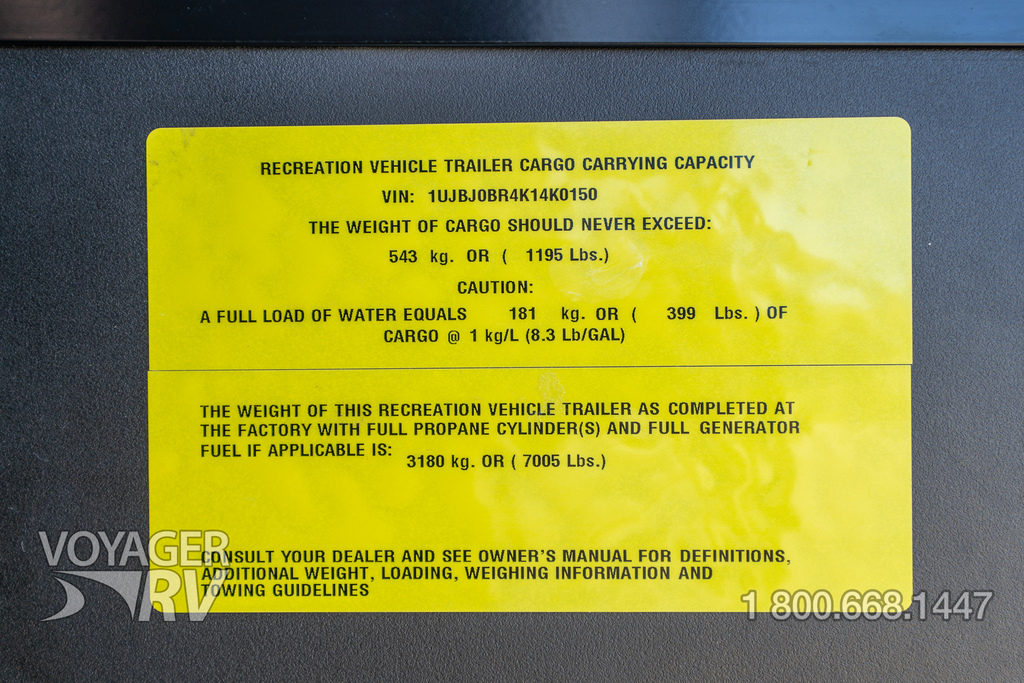 RECREATION VEHICLE TRAILER CARGO CARRYING CAPACITY
VIN: 1UJBJ0BR4K14K0150
THE WEIGHT OF CARGO SHOULD NEVER EXCEED:
543 kg. OR ( 1195 Lbs.)
CAUTION:
A FULL LOAD OF WATER EQUALS 181 kg. OR ( 399 Lbs. ) OF
CARGO @ 1 kg/L (8.3 Lb/GAL)
THE WEIGHT OF THIS RECREATION VEHICLE TRAILER AS COMPLETED AT
THE FACTORY WITH FULL PROPANE CYLINDER(S) AND FULL GENERATOR
FUEL IF APPLICABLE IS:
3180 kg. OR ( 7005 Lbs.)
CONSULT YOUR DEALER AND SEE OWNER'S MANUAL FOR DEFINITIONS,
ADDITIONAL WEIGHT, LOADING, WEIGHING INFORMATION AND
TOWING GUIDELINES
VOYAGER
RV
1 800.668.1447